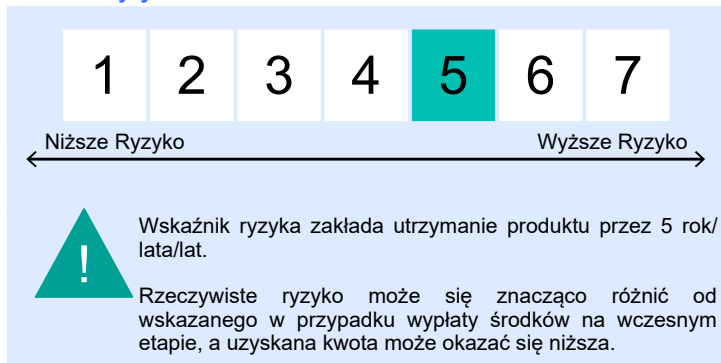 1 2 3 4 5 6 7
Niższe Ryzyko Wyższe Ryzyko
!
Wskaźnik ryzyka zakłada utrzymanie produktu przez 5 rok/
lata/lat.
Rzeczywiste ryzyko może się znacząco różnić od
wskazanego w przypadku wypłaty środków na wczesnym
etapie, a uzyskana kwota może okazać się niższa.